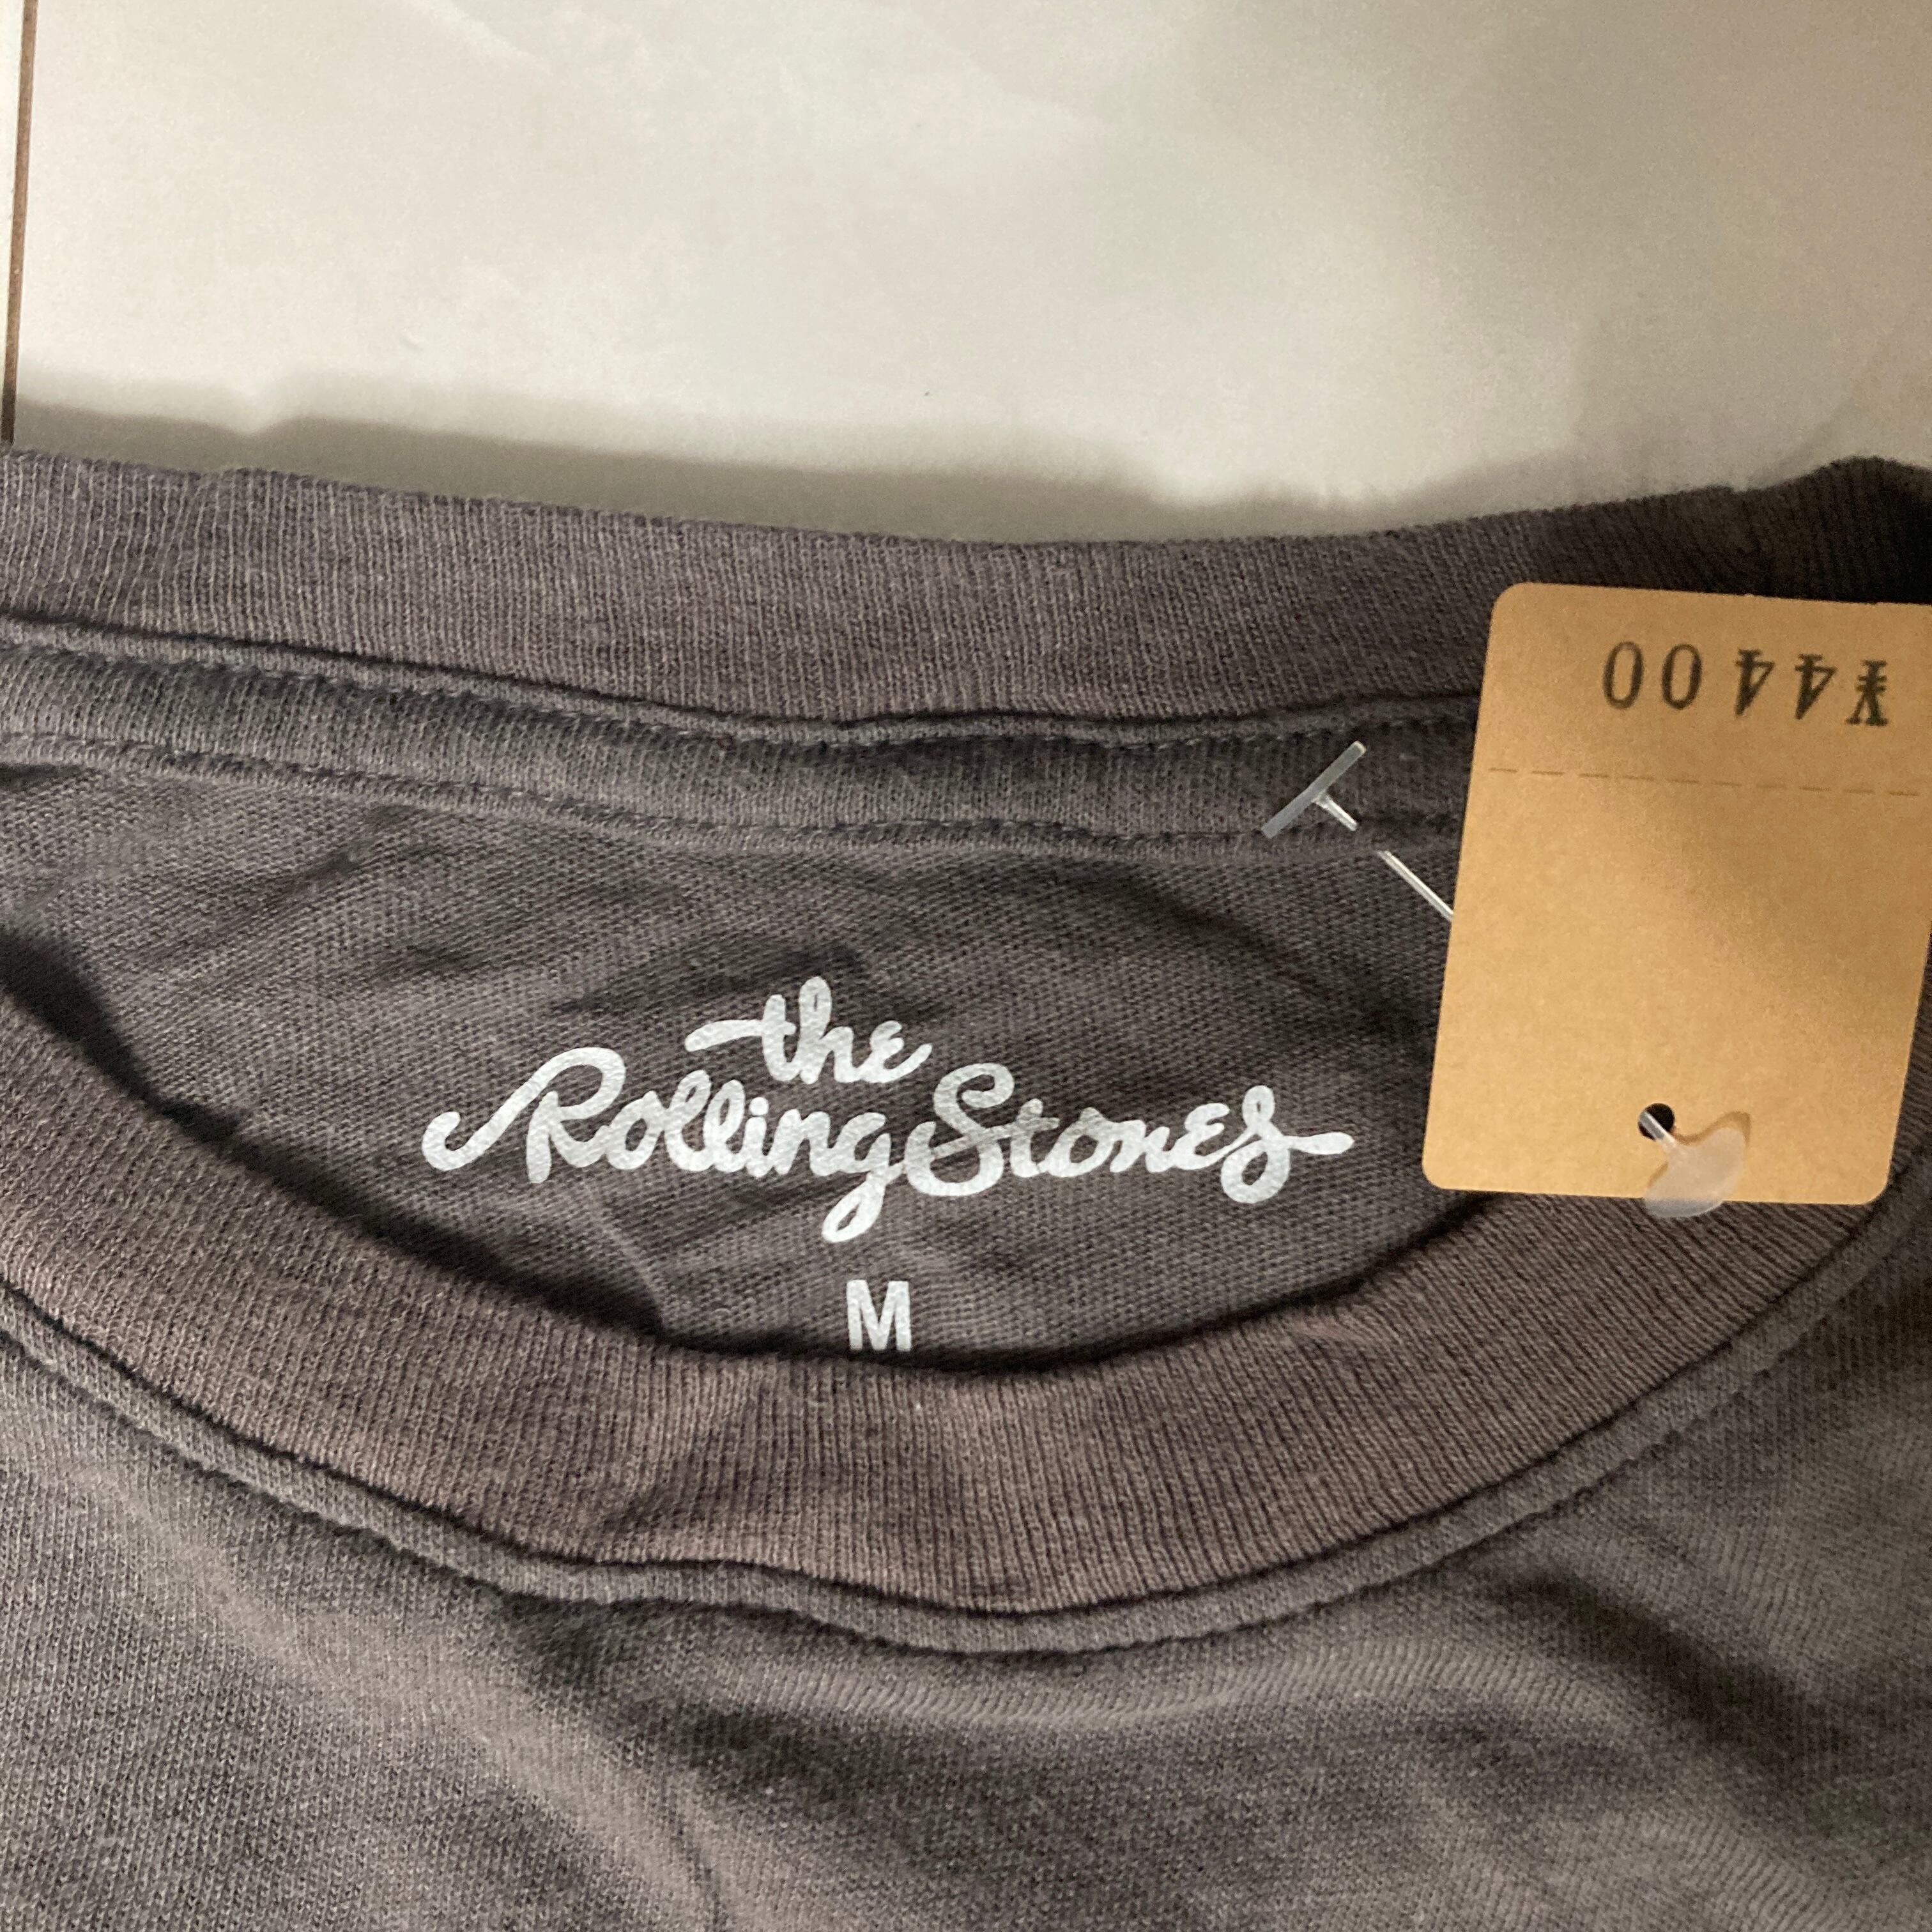 ¥4400
the
Rolling Stones
M